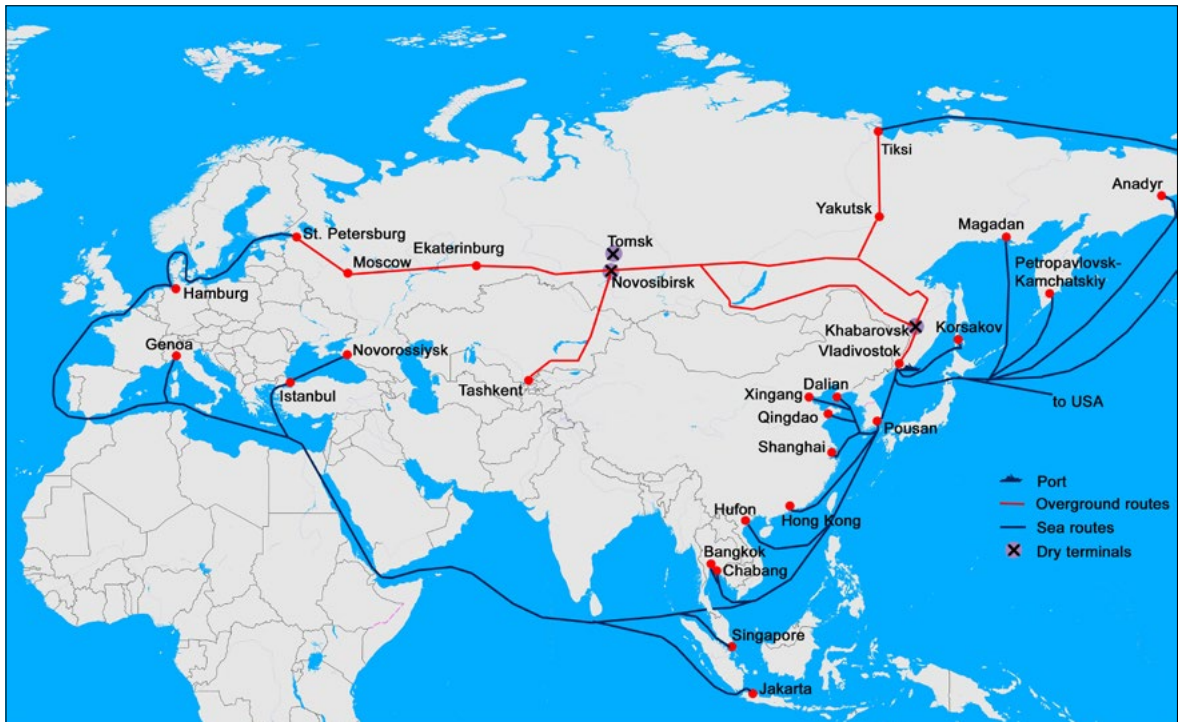 Tiksi
Anadyr
Yakutsk
Magadan
St. Petersburg
Tomsk
Ekaterinburg
Moscow
Novosibirsk
Petropavlovsk-
Kamchatskiy
Hamburg
Khabarovsk
Korsakov
Genoa
Novorossiysk
Vladivostok
Istanbul
Tashkent
Dalian
Xingang
to USA
Qingdao
Pousan
Shanghai
Port
Overground routes
Hufon
Hong Kong
Sea routes
Bangkok
Dry terminals
Chabang
Singapore
Jakarta